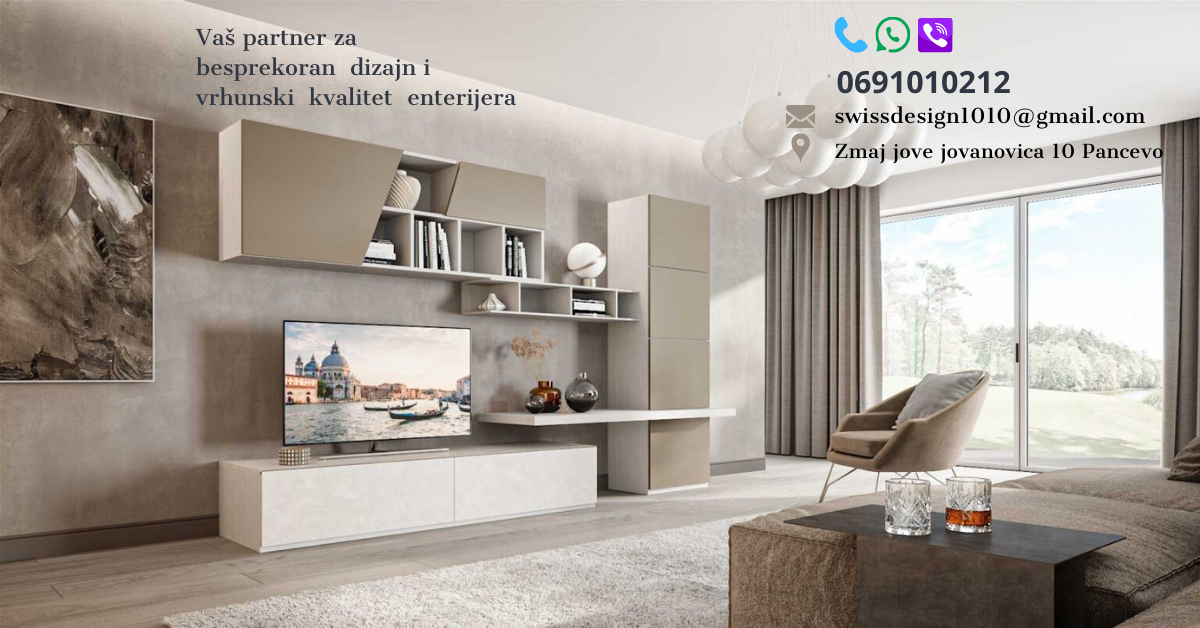 Vaš partner za
besprekoran dizajn i
vrhunski kvalitet enterijera
0691010212
swissdesign1010@gmail.com
Zmaj jove jovanovica 10 Pancevo